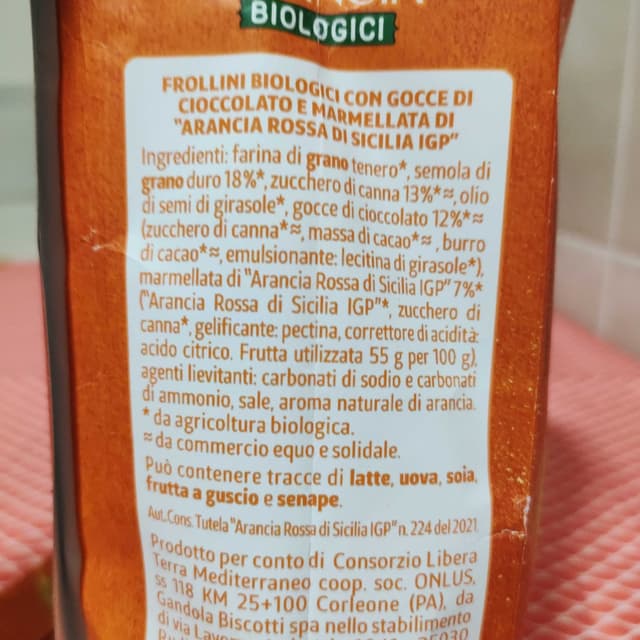 BIOLOGICI
FROLLINI BIOLOGICI CON GOCCE DI
CIOCCOLATO E MARMELLATA DI
"ARANCIA ROSSA DI SICILIA IGP"
Ingredienti: farina di grano tenero*, semola di
grano duro 18%*, zucchero di canna 13%*≈, olio
di semi di girasole*, gocce di cioccolato 12%*≈
(zucchero di canna*≈, massa di cacao*≈, burro
di cacao*≈, emulsionante: lecitina di girasole*),
marmellata di "Arancia Rossa di Sicilia IGP" 7%*
("Arancia Rossa di Sicilia IGP"*, zucchero di
canna*, gelificante: pectina, correttore di acidità:
acido citrico. Frutta utilizzata 55 g per 100 g),
agenti lievitanti: carbonati di sodio e carbonati
di ammonio, sale, aroma naturale di arancia.
* da agricoltura biologica.
≈ da commercio equo e solidale.
Può contenere tracce di latte, uova, soia,
frutta a guscio e senape.
Aut. Cons. Tutela "Arancia Rossa di Sicilia IGP" n. 224 del 2021
Prodotto per conto di Consorzio Libera
Terra Mediterraneo coop. soc. ONLUS,
ss 118 KM 25+100 Corleone (PA), da
Gandola Biscotti spa nello stabilimento
di via